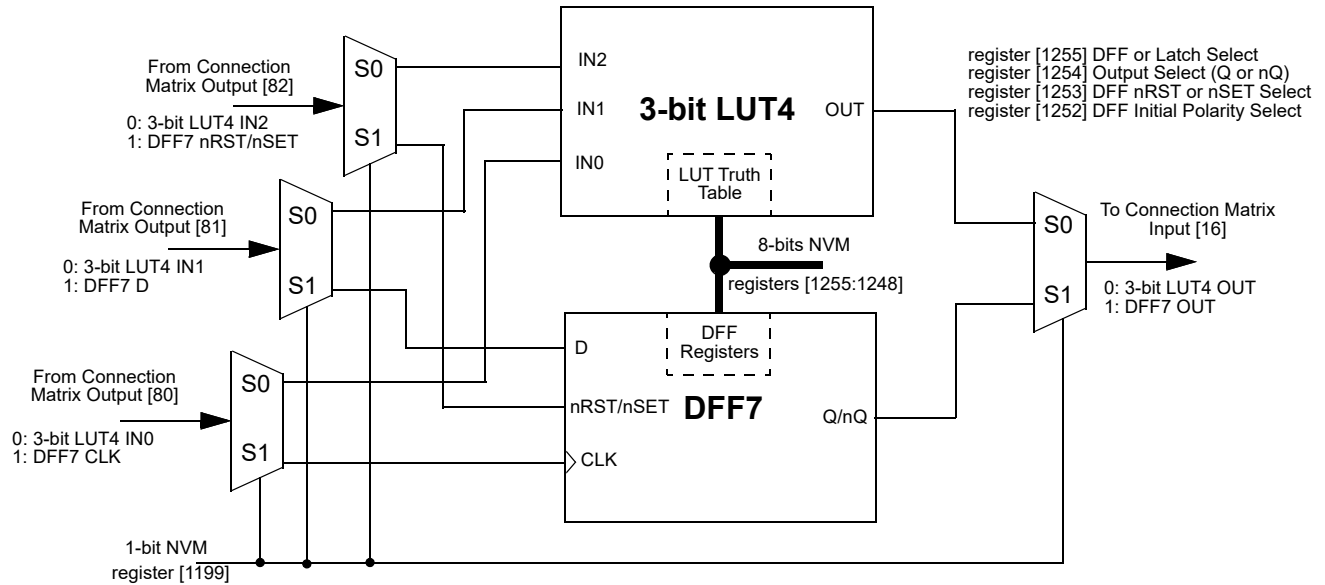 From Connection
Matrix Output [82]
0: 3-bit LUT4 IN2
1: DFF7 nRST/nSET
S0
S1
From Connection
Matrix Output [81]
0: 3-bit LUT4 IN1
1: DFF7 D
S0
S1
From Connection
Matrix Output [80]
0: 3-bit LUT4 IN0
1: DFF7 CLK
S0
S1
1-bit NVM
register [1199]
IN2
IN1
IN0
3-bit LUT4
OUT
LUT Truth
Table
8-bits NVM
registers [1255:1248]
DFF
Registers
D
nRST/nSET
CLK
DFF7
Q/nQ
register [1255] DFF or Latch Select
register [1254] Output Select (Q or nQ)
register [1253] DFF nRST or nSET Select
register [1252] DFF Initial Polarity Select
S0
S1
To Connection Matrix
Input [16]
0: 3-bit LUT4 OUT
1: DFF7 OUT